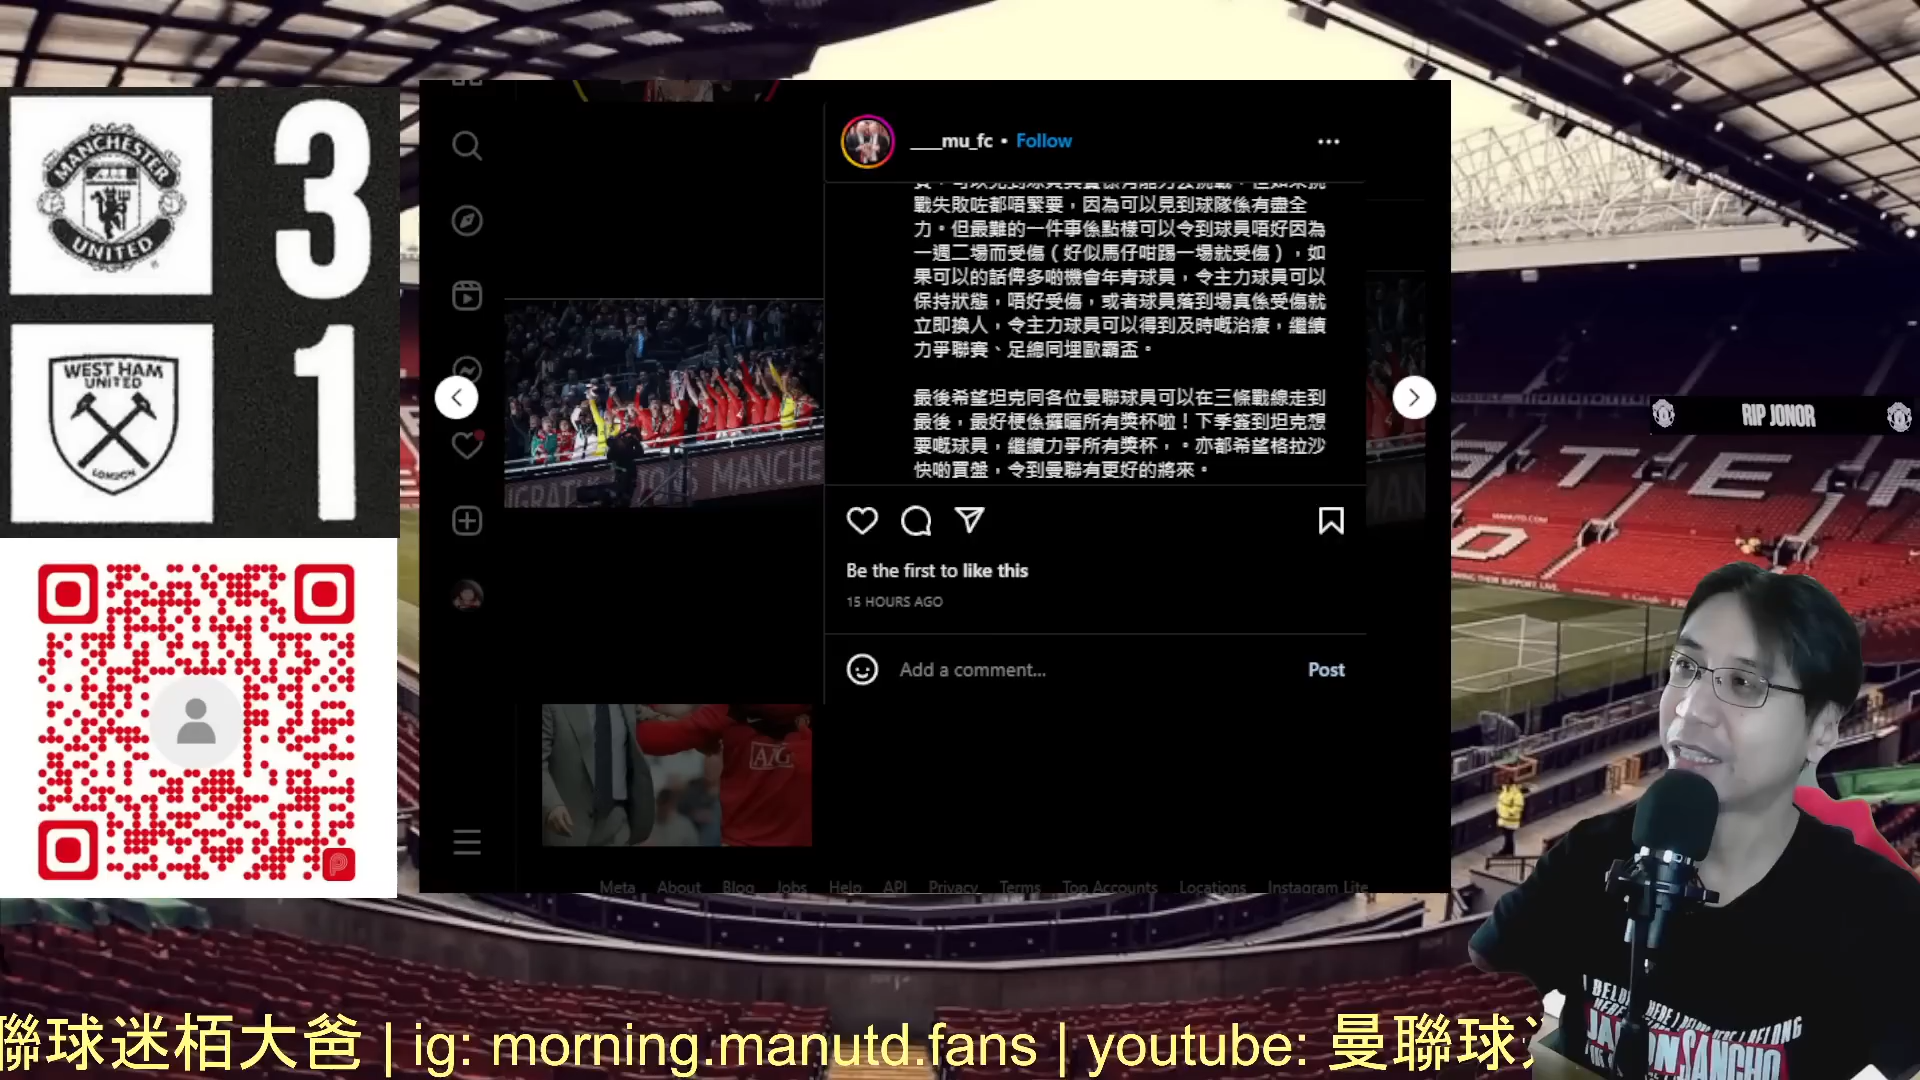 MANCHESTER
UNITED
3
WEST HAM
UNITED
LONDON
1
___mu_fc • Follow
戰失敗咗都唔緊要，因為可以見到球隊係有盡全
力。但最難的一件事係點樣可以令到球員唔好因為
一週二場而受傷（好似馬仔咁踢一場就受傷），如
果可以的話俾多啲機會年青球員，令主力球員可以
保持狀態，唔好受傷，或者球員落到場真係受傷就
立即換人，令主力球員可以得到及時嘅治療，繼續
力爭聯賽、足總同埋歐霸盃。
最後希望坦克同各位曼聯球員可以在三條戰線走到
最後，最好梗係攞曬所有獎杯啦！下季簽到坦克想
要嘅球員，繼續力爭所有獎杯，。亦都希望格拉沙
快啲賣盤，令到曼聯有更好的將來。
Be the first to like this
15 HOURS AGO
Add a comment...
Post
MANCHE
AIG
Meta About Blog Jobs Help API Privacy Terms Top Accounts Locations Instagram Lite
RIP JONOR
STER
MANUTD.COM
I BELONG HERE
JADON SANCHO
聯球迷栢大爸 | ig: morning.manutd.fans | youtube: 曼聯球